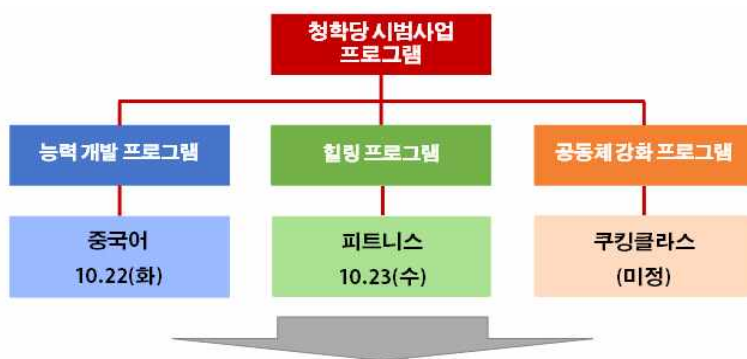 청학당 시범사업
프로그램
능력 개발 프로그램
힐링 프로그램
공동체 강화 프로그램
중국어
10.22(화)
피트니스
10.23(수)
쿠킹클라스
(미정)